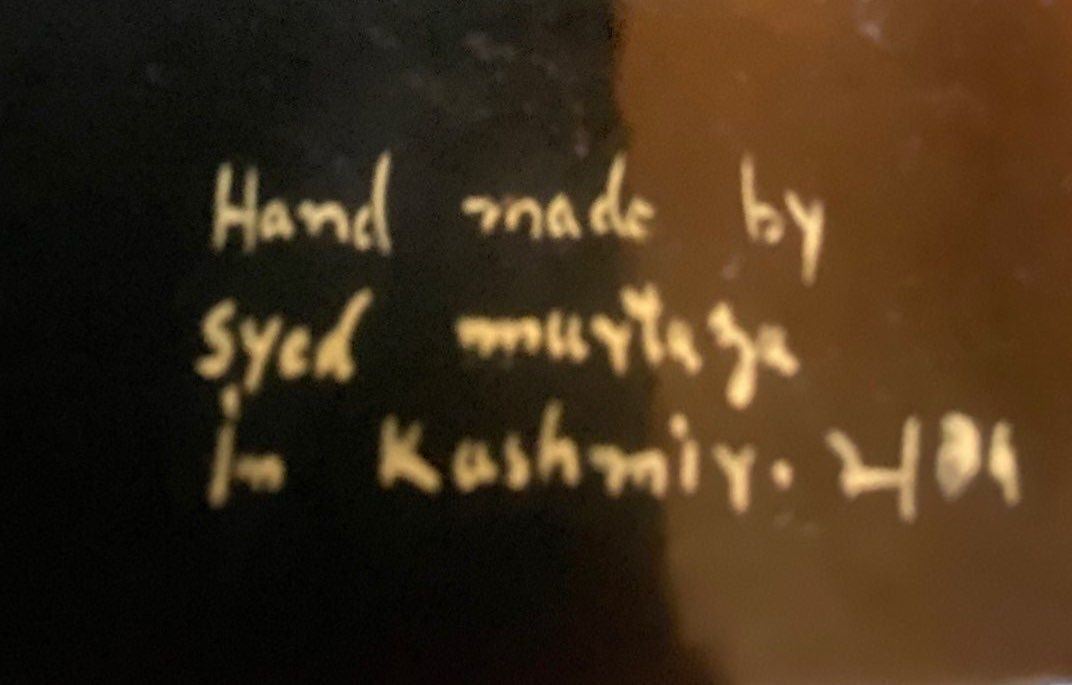 Hand made by
Syed murtaza
in Kashmir.